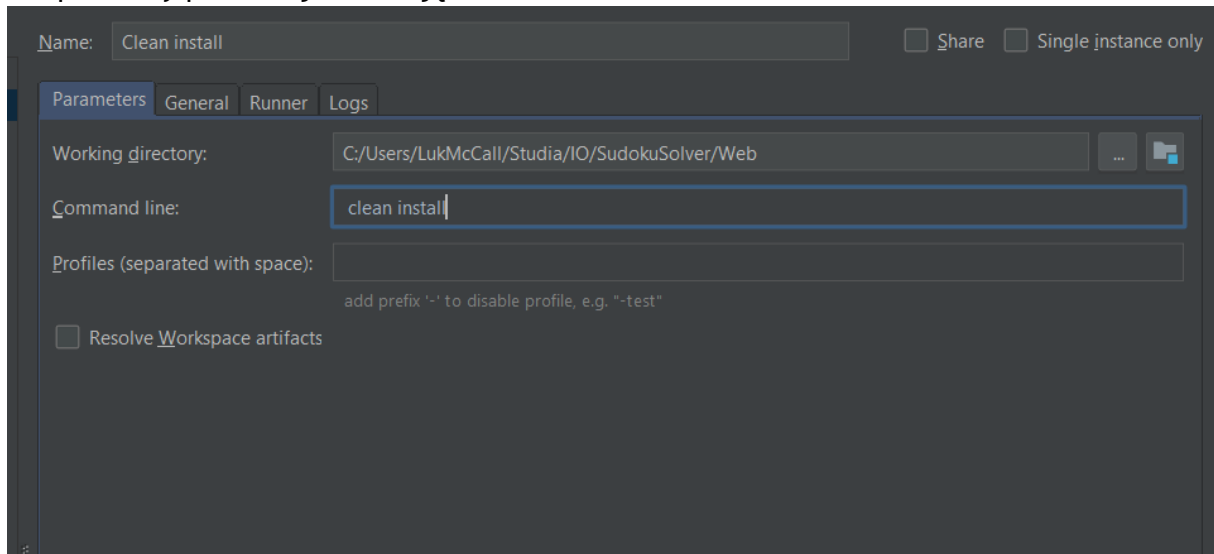 Name: Clean install Share Single instance only
Parameters General Runner Logs
Working directory: C:/Users/LukMcCall/Studia/IO/SudokuSolver/Web ...
Command line: clean install
Profiles (separated with space):
add prefix '-' to disable profile, e.g. "-test"
Resolve Workspace artifacts